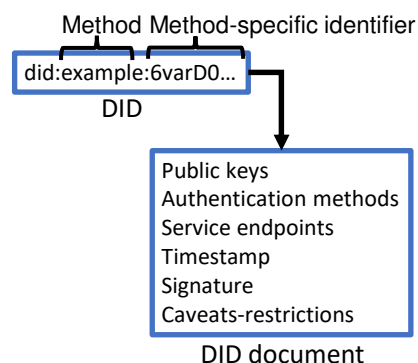 Method Method-specific identifier
did:example:6varD0...
DID
Public keys
Authentication methods
Service endpoints
Timestamp
Signature
Caveats-restrictions
DID document